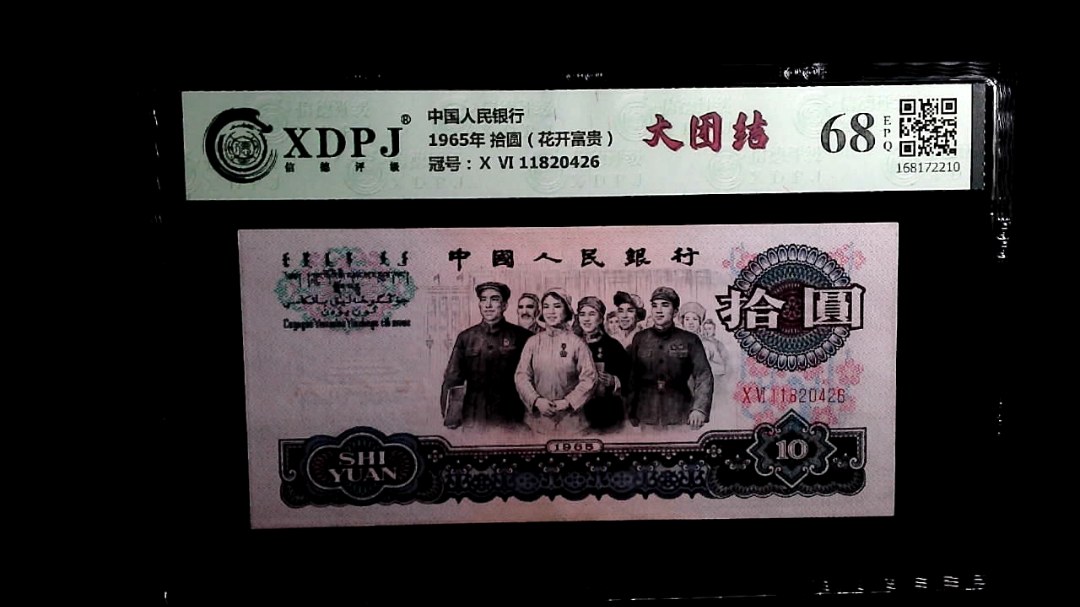 XDPJ®
信德评级
中国人民银行
1965年 拾圆（花开富贵）
冠号：X VI 11820426
大团结
68
EPQ
168172210
中國人民銀行
拾圓
X VI 11820426
1965
SHI
YUAN
10